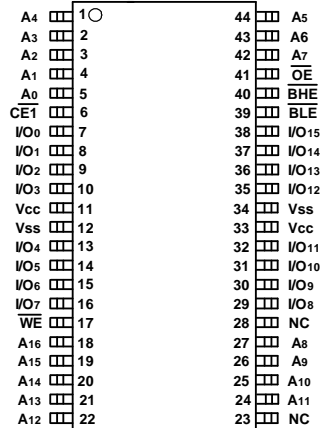 A4 1 44 A5
A3 2 43 A6
A2 3 42 A7
A1 4 41 OE
A0 5 40 BHE
CE1 6 39 BLE
I/O0 7 38 I/O15
I/O1 8 37 I/O14
I/O2 9 36 I/O13
I/O3 10 35 I/O12
Vcc 11 34 Vss
Vss 12 33 Vcc
I/O4 13 32 I/O11
I/O5 14 31 I/O10
I/O6 15 30 I/O9
I/O7 16 29 I/O8
WE 17 28 NC
A16 18 27 A8
A15 19 26 A9
A14 20 25 A10
A13 21 24 A11
A12 22 23 NC